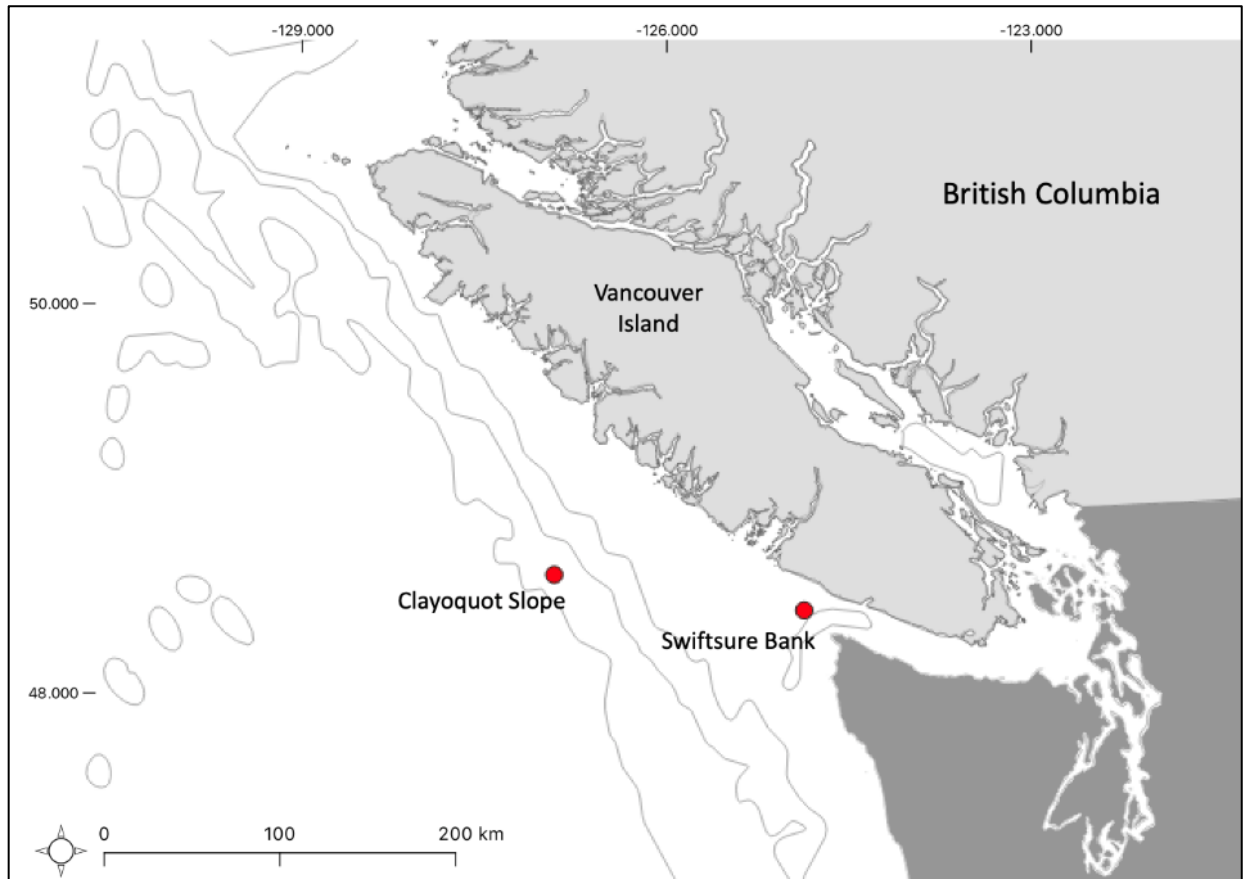 -129.000
-126.000
-123.000
British Columbia
50.000
Vancouver
Island
Clayoquot Slope
Swiftsure Bank
48.000
0
100
200 km